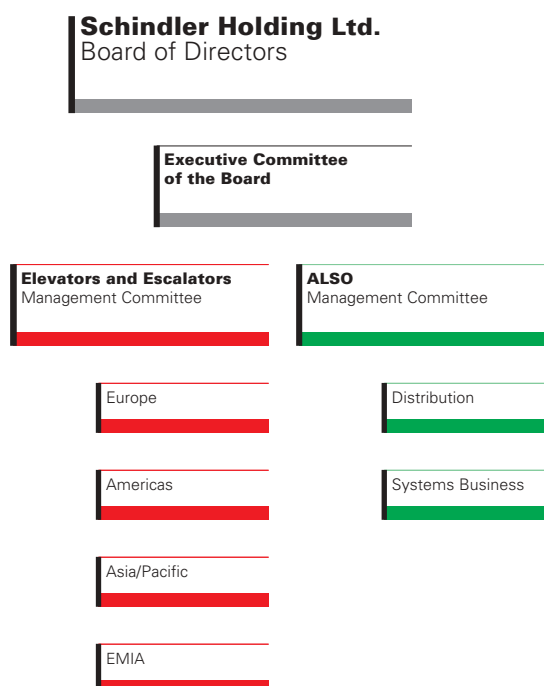 Schindler Holding Ltd.
Board of Directors
Executive Committee
of the Board
Elevators and Escalators
Management Committee
ALSO
Management Committee
Europe
Americas
Asia/Pacific
EMIA
Distribution
Systems Business